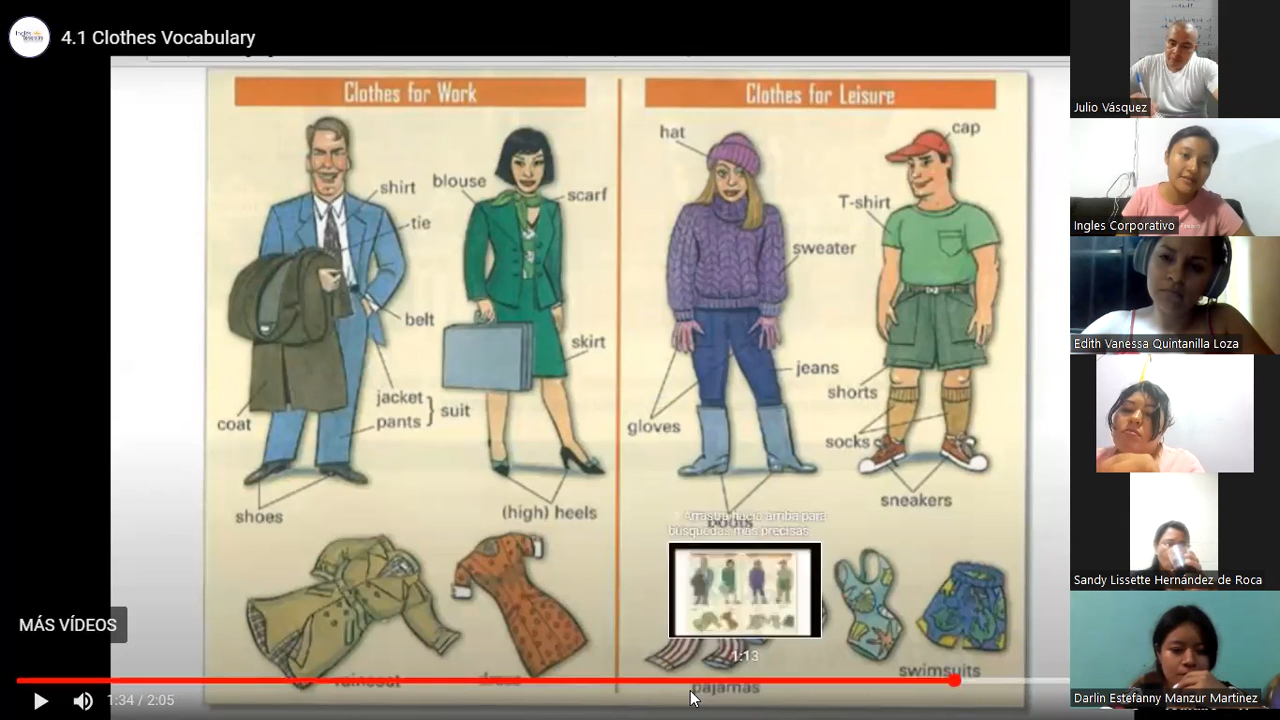 4.1 Clothes Vocabulary
Clothes for Work
Clothes for Leisure
shirt
blouse
scarf
tie
belt
skirt
jacket
pants
suit
coat
shoes
(high) heels
raincoat
dress
hat
cap
T-shirt
sweater
jeans
shorts
gloves
socks
sneakers
boots
Arrastra hacia arriba para
búsquedas más precisas
1:13
pajamas
swimsuits
MÁS VÍDEOS
1:34 / 2:05
Julio Vásquez
Ingles Corporativo
Edith Vanessa Quintanilla Loza
Sandy Lissette Hernández de Roca
Darlin Estefanny Manzur Martinez